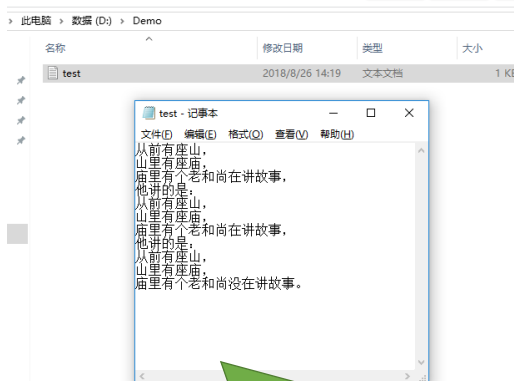 此电脑 › 数据 (D:) › Demo
名称 修改日期 类型 大小
test 2018/8/26 14:19 文本文档 1 KB
test - 记事本
文件(F) 编辑(E) 格式(O) 查看(V) 帮助(H)
从前有座山，
山里有座庙，
庙里有个老和尚在讲故事，
他讲的是：
从前有座山，
山里有座庙，
庙里有个老和尚在讲故事，
他讲的是：
从前有座山，
山里有座庙，
庙里有个老和尚没在讲故事。